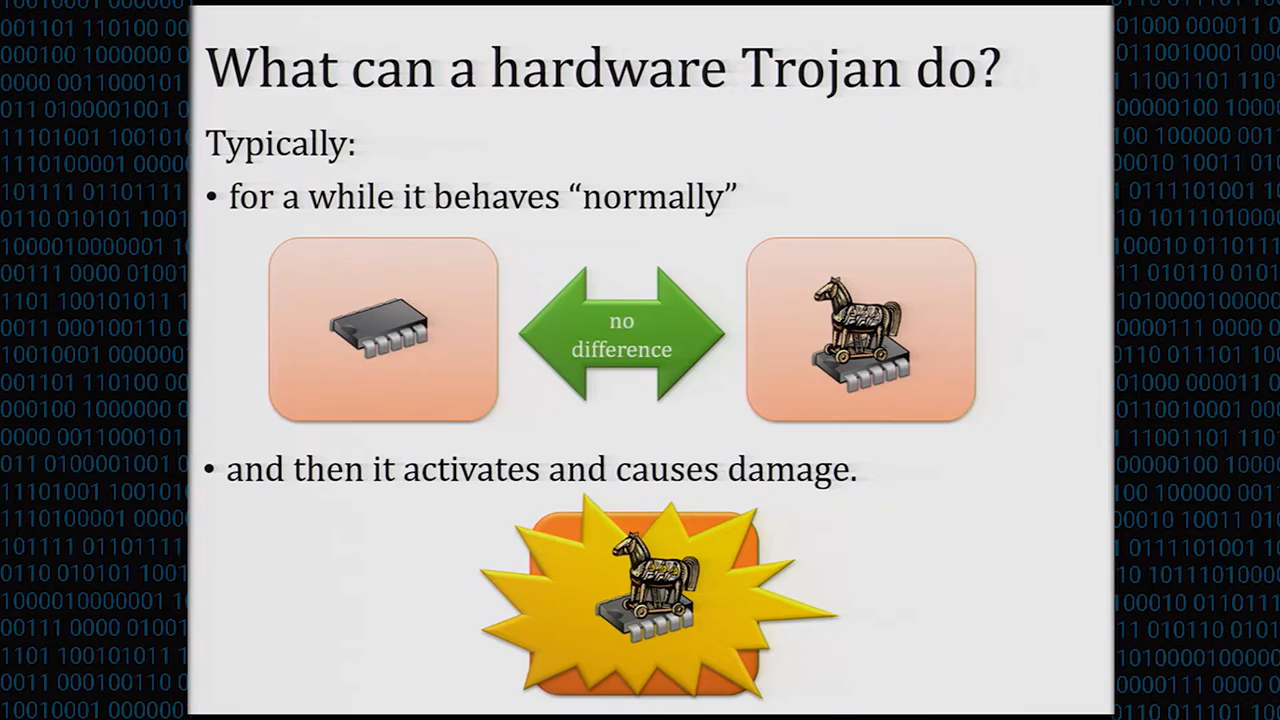 What can a hardware Trojan do?
Typically:
• for a while it behaves “normally”
no
difference
• and then it activates and causes damage.